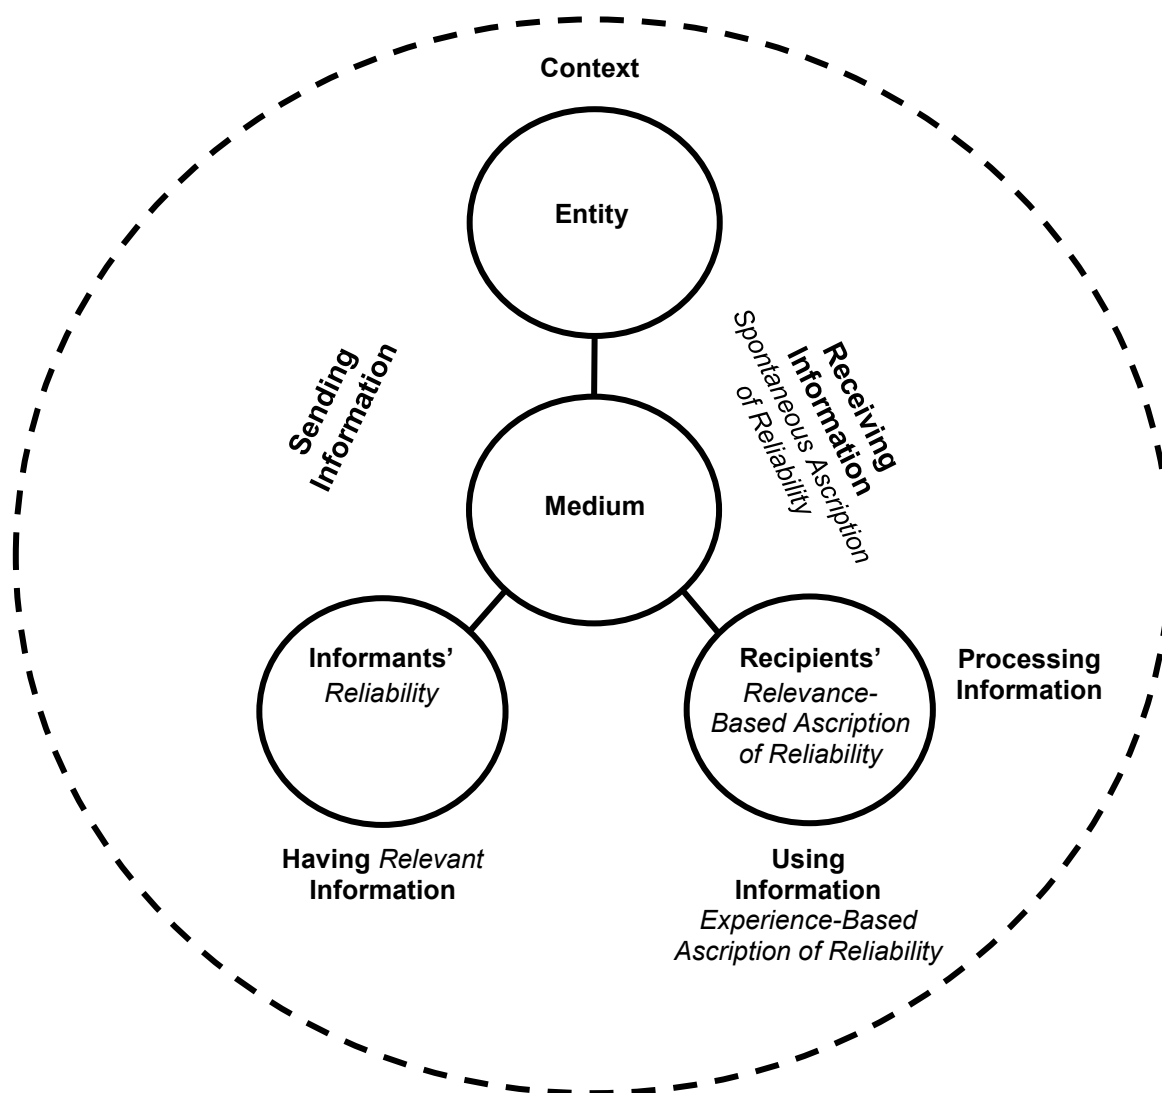 Context
Entity
Sending
Information
Receiving
Information
Spontaneous Ascription
of Reliability
Medium
Informants’
Reliability
Recipients’
Relevance-
Based Ascription
of Reliability
Processing
Information
Having Relevant
Information
Using
Information
Experience-Based
Ascription of Reliability